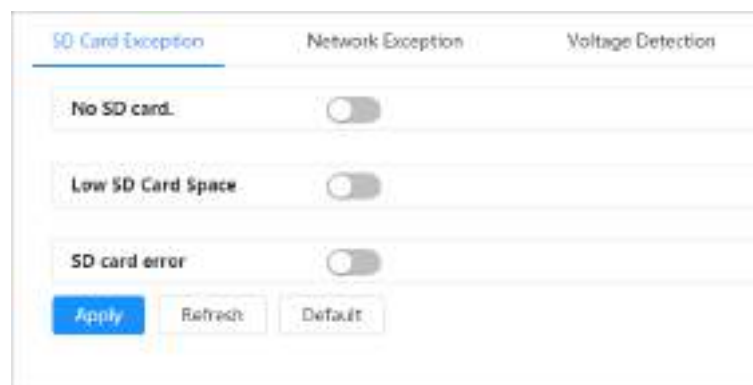 SD Card Exception Network Exception Voltage Detection
No SD card.
Low SD Card Space
SD card error
Apply Refresh Default